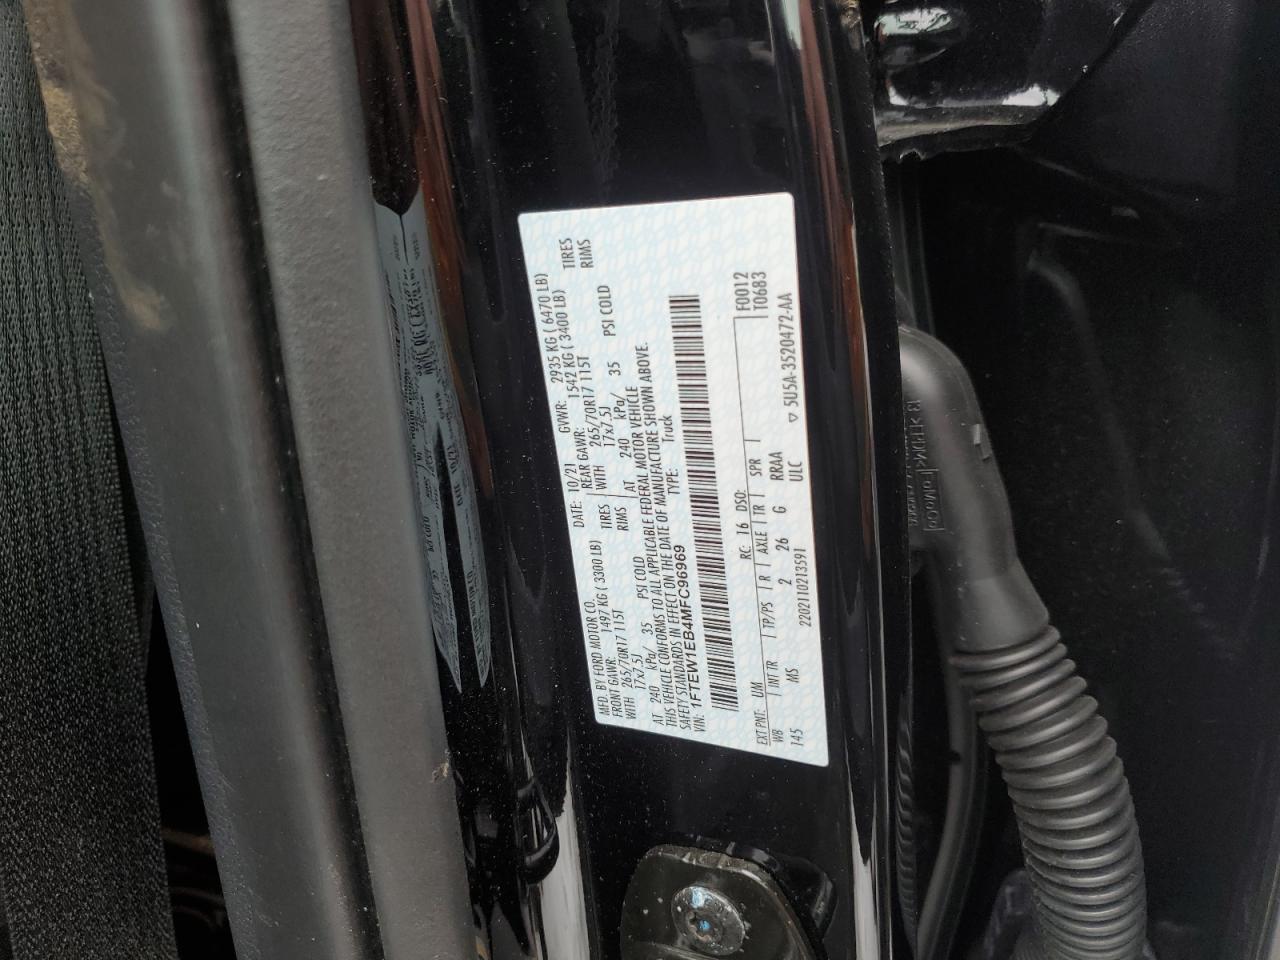 MFD. BY FORD MOTOR CO.
DATE: 10/21 GVWR: 2935 KG ( 6470 LB)
FRONT GAWR: 1497 KG ( 3300 LB) REAR GAWR: 1542 KG ( 3400 LB)
WITH 265/70R17 115T TIRES WITH 265/70R17 115T TIRES
17x7.5J RIMS 17x7.5J RIMS
AT 240 kPa/ 35 PSI COLD AT 240 kPa/ 35 PSI COLD
THIS VEHICLE CONFORMS TO ALL APPLICABLE FEDERAL MOTOR VEHICLE
SAFETY STANDARDS IN EFFECT ON THE DATE OF MANUFACTURE SHOWN ABOVE.
VIN: 1FTEW1EB4MFC96969 TYPE: Truck
EXT PNT: UM RC: 16 DSO: F0012
WB INT TR TP/PS R AXLE TR SPR T0683
145 MS 2 26 G RRAA
2202110213591 ULC ▽ 5U5A-3520472-AA